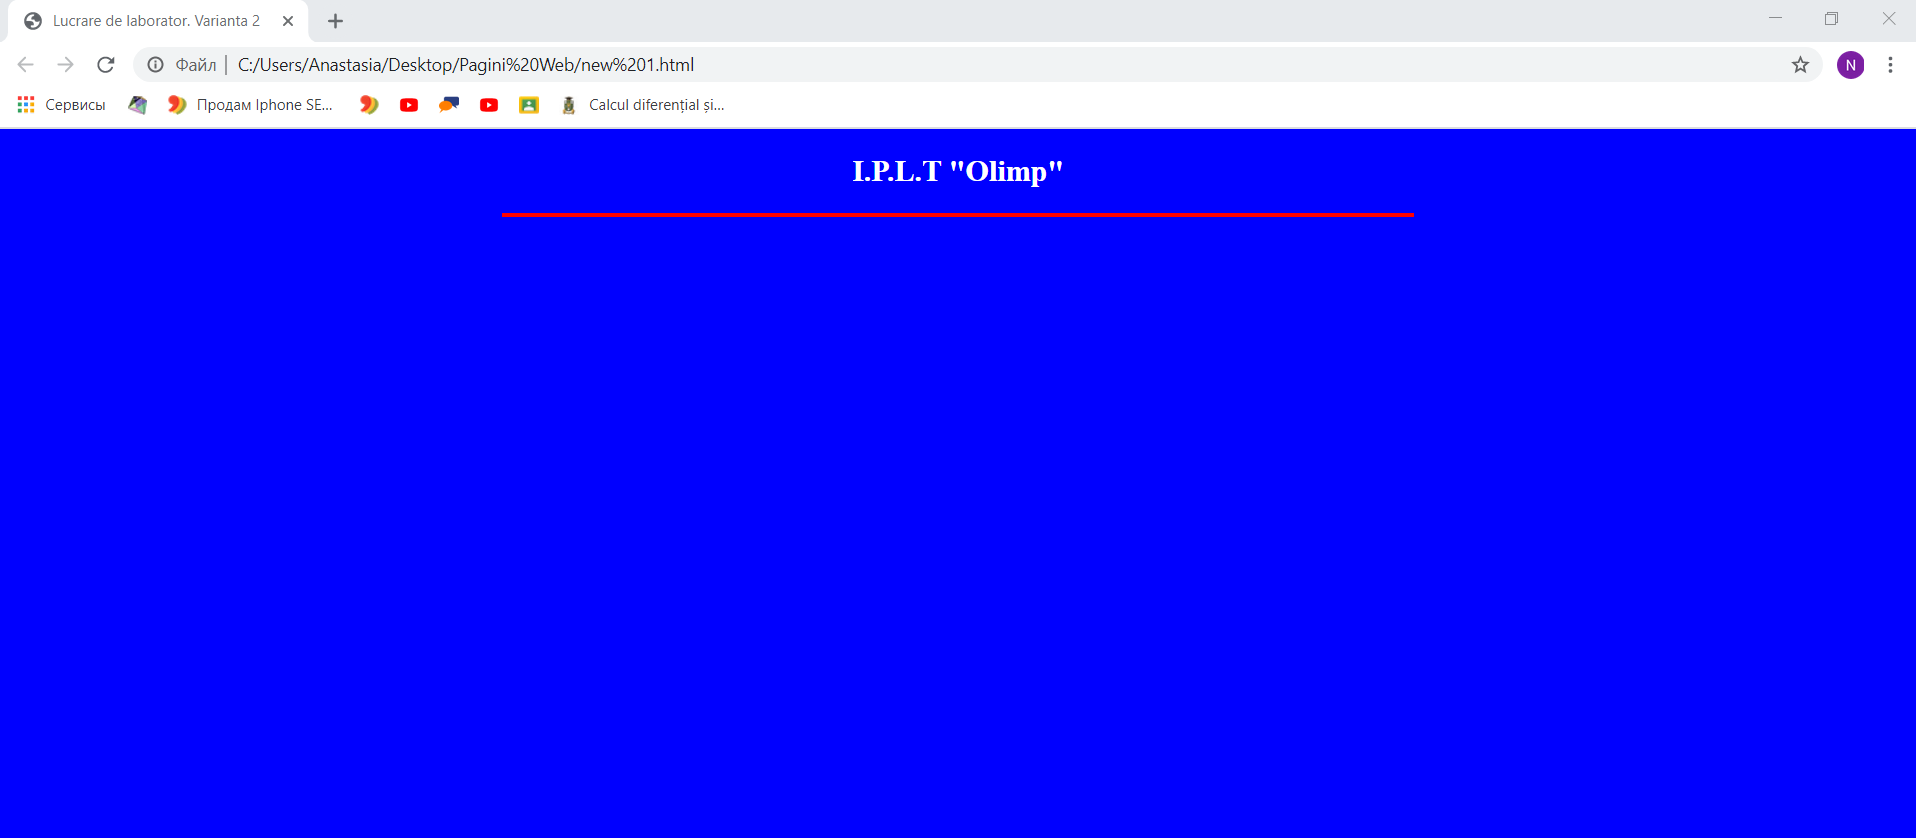 Lucrare de laborator. Varianta 2
Файл | C:/Users/Anastasia/Desktop/Pagini%20Web/new%201.html
N
Сервисы Продам Iphone SE... Calcul diferențial și...
I.P.L.T "Olimp"